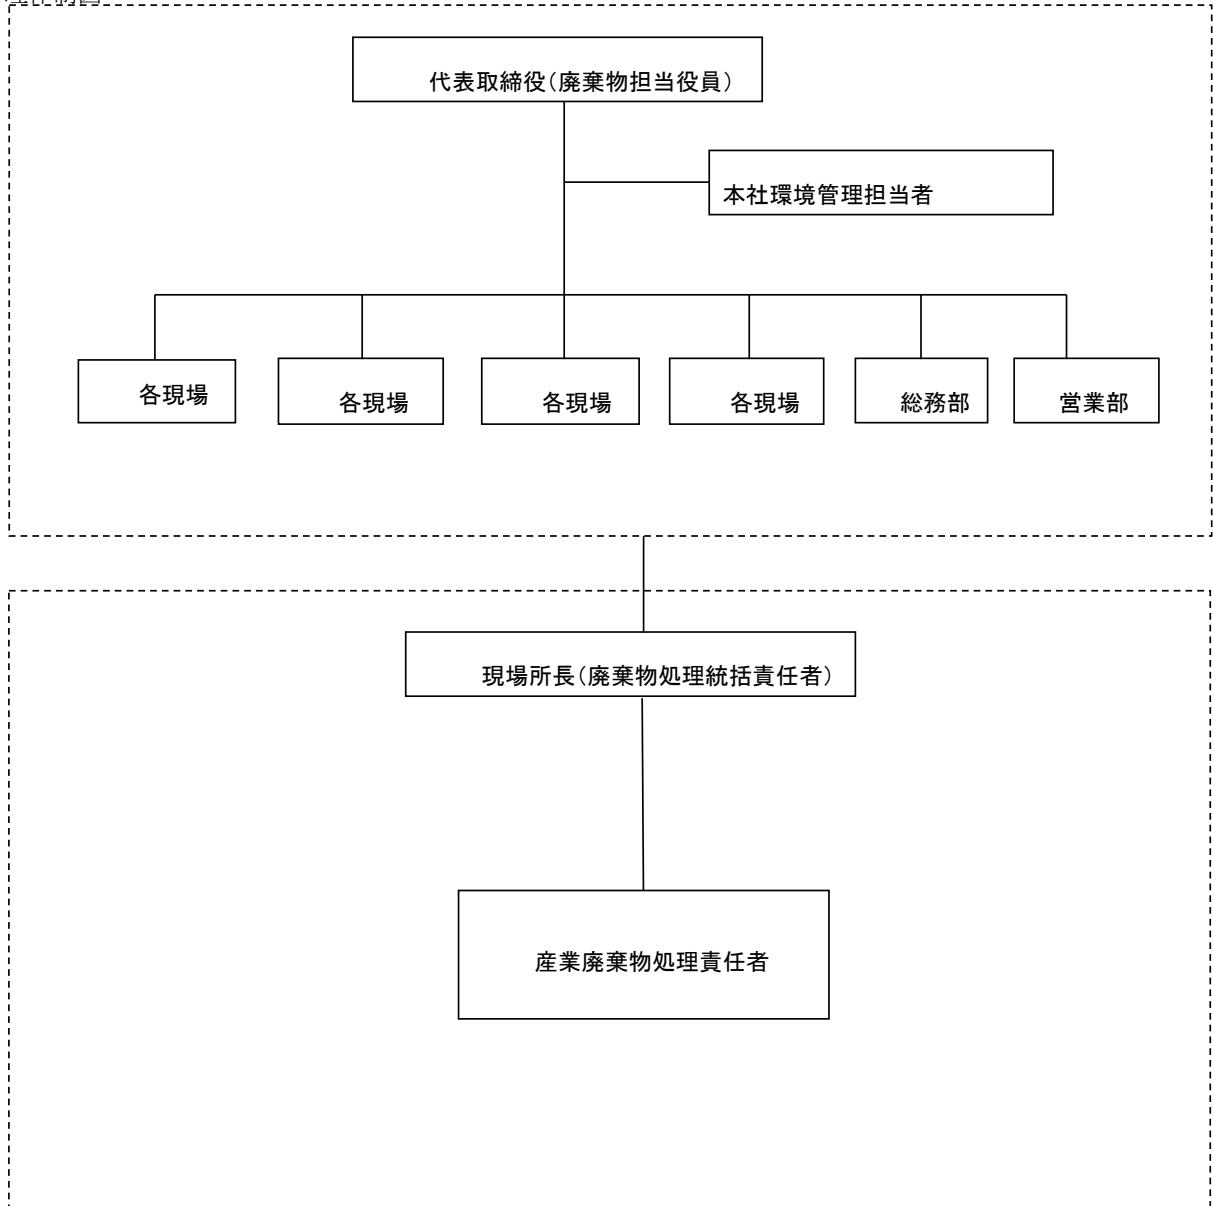 代表取締役（廃棄物担当役員）
本社環境管理担当者
各現場
各現場
各現場
各現場
総務部
営業部
現場所長（廃棄物処理統括責任者）
産業廃棄物処理責任者